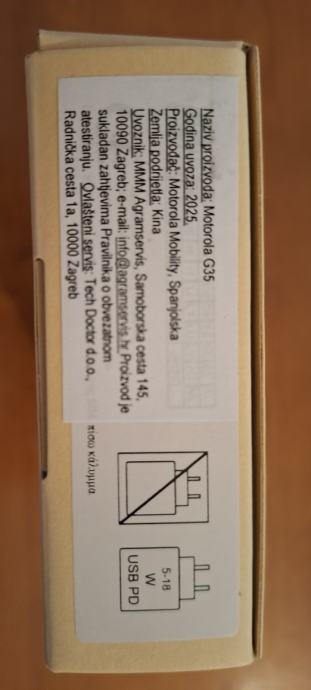 Naziv proizvoda: Motorola G35
Godina uvoza: 2025.
Proizvođač: Motorola Mobility, Španjolska
Zemlja podrijetla: Kina
Uvoznik: MMM Agramservis, Samoborska cesta 145,
10090 Zagreb; e-mail: info@agramservis.hr Proizvod je
sukladan zahtjevima Pravilnika o obveznom
atestiranju. Ovlašteni servis: Tech Doctor d.o.o.,
Radnička cesta 1a, 10000 Zagreb
πίσω κάλυμμα.
5-18
W
USB PD